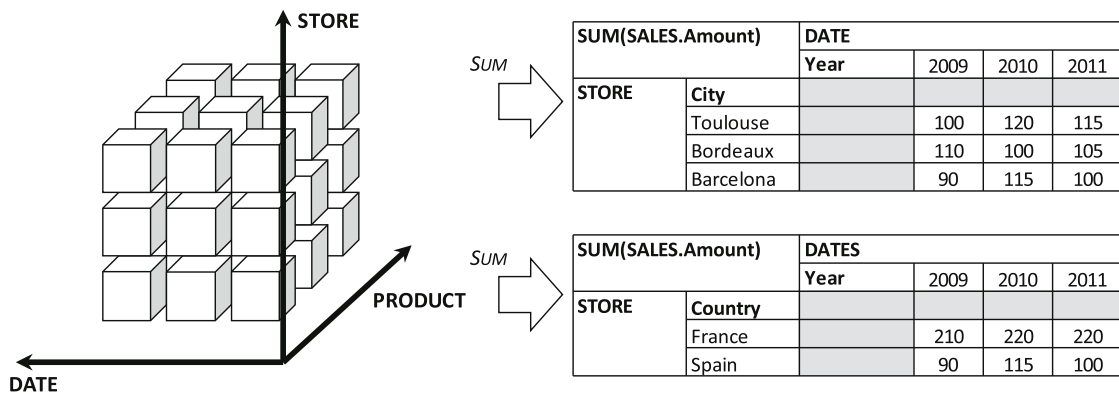 STORE
PRODUCT
DATE
SUM
SUM(SALES.Amount) DATE
Year 2009 2010 2011
STORE City
Toulouse 100 120 115
Bordeaux 110 100 105
Barcelona 90 115 100
SUM
SUM(SALES.Amount) DATES
Year 2009 2010 2011
STORE Country
France 210 220 220
Spain 90 115 100